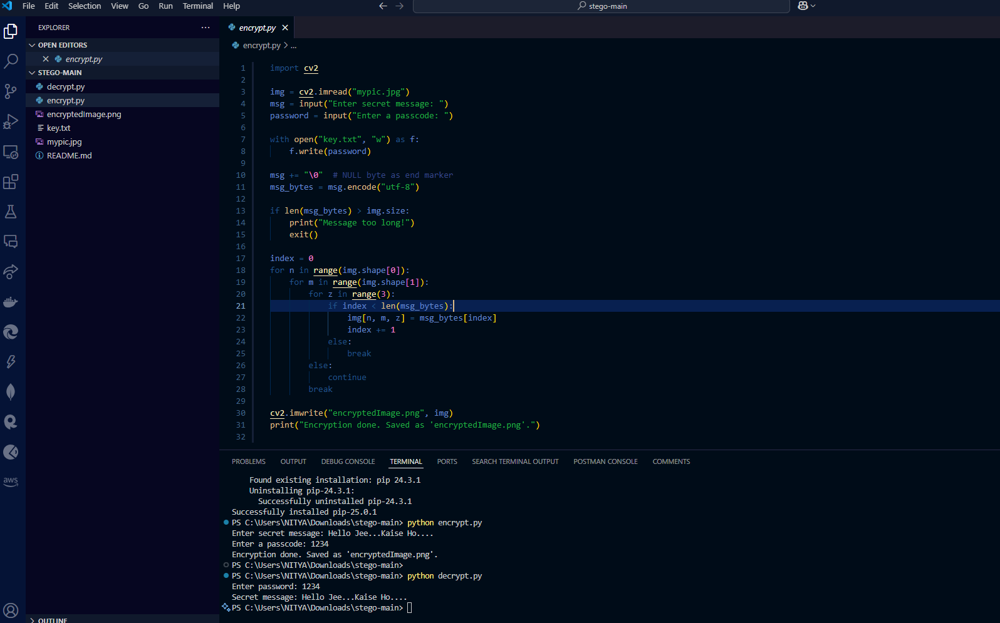 File Edit Selection View Go Run Terminal Help
stego-main
EXPLORER
OPEN EDITORS
encrypt.py
STEGO-MAIN
decrypt.py
encrypt.py
encryptedImage.png
key.txt
mypic.jpg
README.md
aws
OUTLINE
encrypt.py
encrypt.py > ...
1 import cv2
2
3 img = cv2.imread("mypic.jpg")
4 msg = input("Enter secret message: ")
5 password = input("Enter a passcode: ")
6
7 with open("key.txt", "w") as f:
8     f.write(password)
9
10 msg += "\0"  # NULL byte as end marker
11 msg_bytes = msg.encode("utf-8")
12
13 if len(msg_bytes) > img.size:
14     print("Message too long!")
15     exit()
16
17 index = 0
18 for n in range(img.shape[0]):
19     for m in range(img.shape[1]):
20         for z in range(3):
21             if index < len(msg_bytes):
22                 img[n, m, z] = msg_bytes[index]
23                 index += 1
24             else:
25                 break
26         else:
27             continue
28         break
29
30 cv2.imwrite("encryptedImage.png", img)
31 print("Encryption done. Saved as 'encryptedImage.png'.")
32
PROBLEMS OUTPUT DEBUG CONSOLE TERMINAL PORTS SEARCH TERMINAL OUTPUT POSTMAN CONSOLE COMMENTS
Found existing installation: pip 24.3.1
Uninstalling pip-24.3.1:
Successfully uninstalled pip-24.3.1
Successfully installed pip-25.0.1
PS C:\Users\NITYA\Downloads\stego-main> python encrypt.py
Enter secret message: Hello Jee...Kaise Ho....
Enter a passcode: 1234
Encryption done. Saved as 'encryptedImage.png'.
PS C:\Users\NITYA\Downloads\stego-main>
PS C:\Users\NITYA\Downloads\stego-main> python decrypt.py
Enter password: 1234
Secret message: Hello Jee...Kaise Ho....
PS C:\Users\NITYA\Downloads\stego-main>